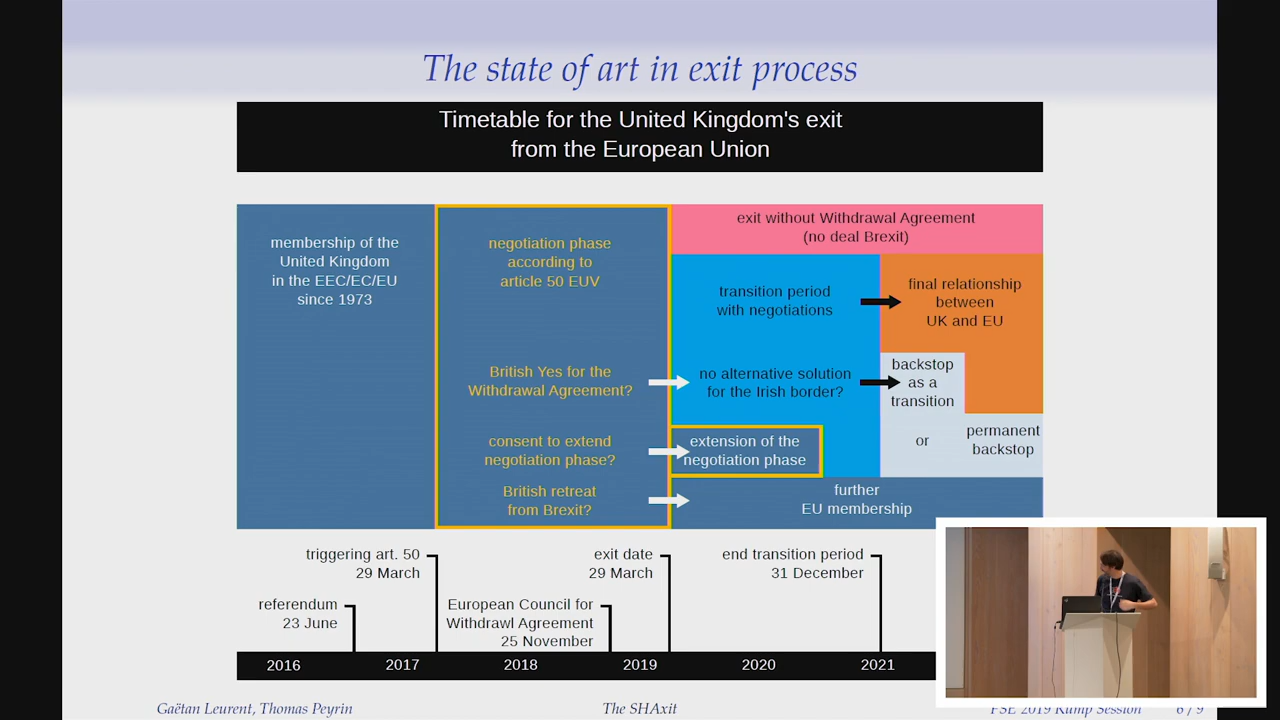 The state of art in exit process
Timetable for the United Kingdom's exit
from the European Union
membership of the
United Kingdom
in the EEC/EC/EU
since 1973
negotiation phase
according to
article 50 EUV
British Yes for the
Withdrawal Agreement?
consent to extend
negotiation phase?
British retreat
from Brexit?
exit without Withdrawal Agreement
(no deal Brexit)
transition period
with negotiations
final relationship
between
UK and EU
no alternative solution
for the Irish border?
backstop
as a
transition
or
permanent
backstop
extension of the
negotiation phase
further
EU membership
triggering art. 50
29 March
exit date
29 March
end transition period
31 December
referendum
23 June
European Council for
Withdrawl Agreement
25 November
2016 2017 2018 2019 2020 2021
Gaëtan Leurent, Thomas Peyrin
The SHAxit
FSE 2019 Rump Session
6 / 9